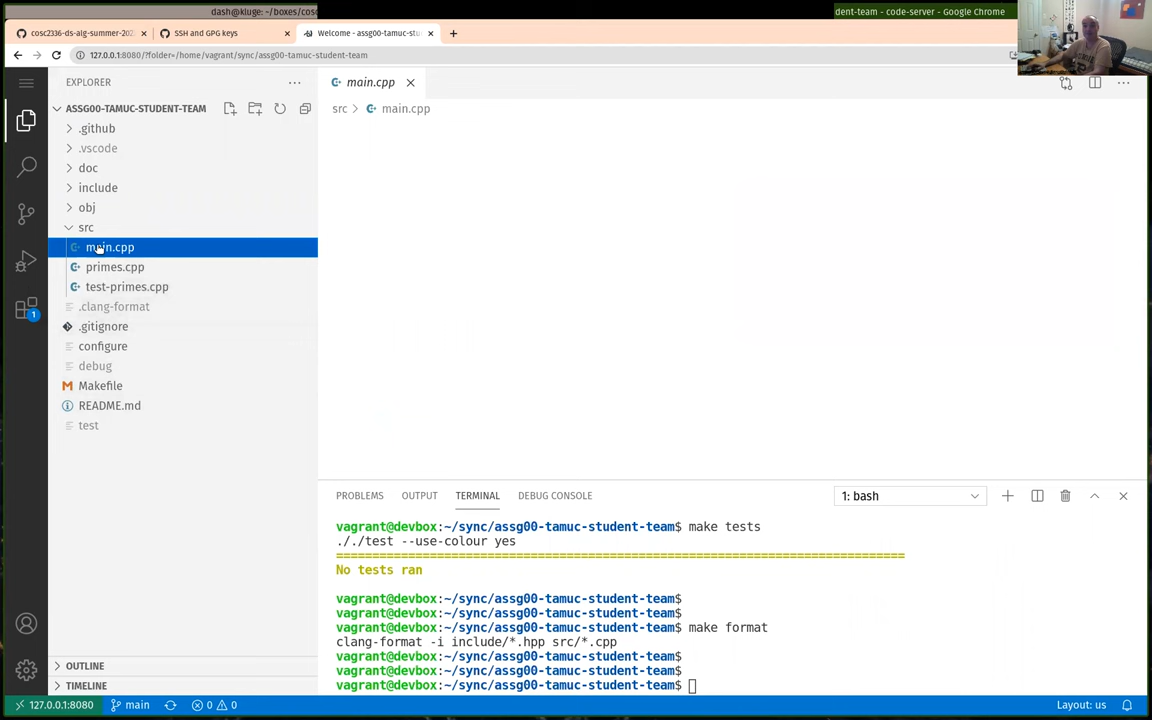 dash@kluge: ~/boxes/cosc
dent-team - code-server - Google Chrome
cosc2336-ds-alg-summer-202
SSH and GPG keys
Welcome - assg00-tamuc-stu
127.0.0.1:8080/?folder=/home/vagrant/sync/assg00-tamuc-student-team
EXPLORER
main.cpp
ASSG00-TAMUC-STUDENT-TEAM
src > main.cpp
.github
.vscode
doc
include
obj
src
main.cpp
primes.cpp
test-primes.cpp
.clang-format
.gitignore
configure
debug
Makefile
README.md
test
1
PROBLEMS OUTPUT TERMINAL DEBUG CONSOLE
1: bash
vagrant@devbox:~/sync/assg00-tamuc-student-team$ make tests
././test --use-colour yes
===============================================================================
No tests ran
vagrant@devbox:~/sync/assg00-tamuc-student-team$
vagrant@devbox:~/sync/assg00-tamuc-student-team$
vagrant@devbox:~/sync/assg00-tamuc-student-team$ make format
clang-format -i include/*.hpp src/*.cpp
vagrant@devbox:~/sync/assg00-tamuc-student-team$
vagrant@devbox:~/sync/assg00-tamuc-student-team$
vagrant@devbox:~/sync/assg00-tamuc-student-team$
OUTLINE
TIMELINE
127.0.0.1:8080 main 0 0
Layout: us